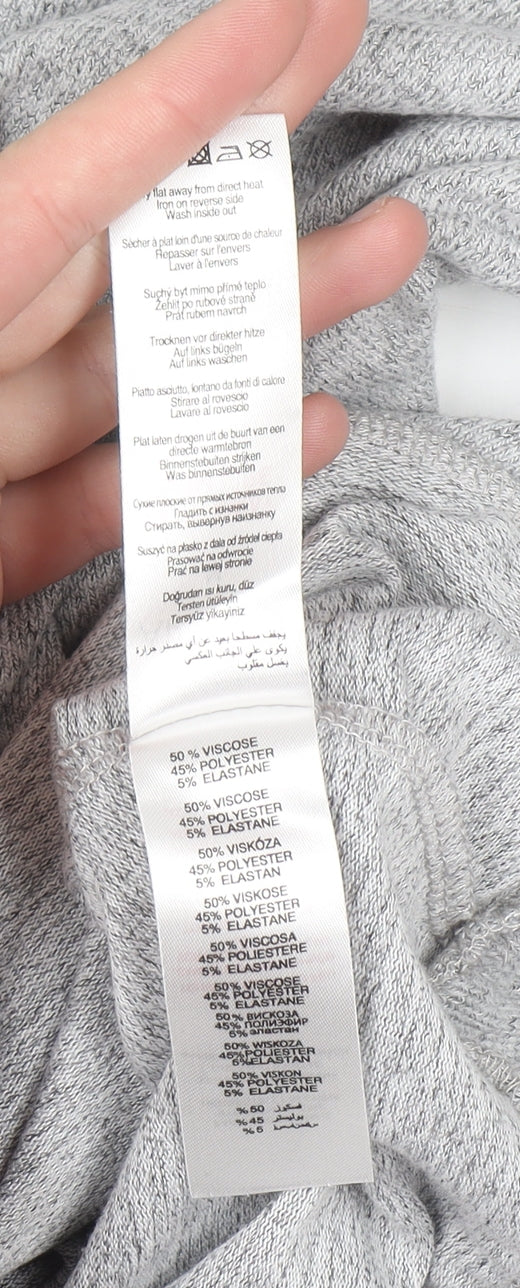 flat away from direct heat
Iron on reverse side
Wash inside out
Sécher à plat loin d'une source de chaleur
Repasser sur l'envers
Laver à l'envers
Suchý byt mimo přímé teplo
Žehlit po rubové straně
Prát rubem navrch
Trocknen vor direkter hitze
Auf links bügeln
Auf links waschen
Piatto asciutto, lontano da fonti di calore
Stirare al rovescio
Lavare al rovescio
Plat laten drogen uit de buurt van een
directe warmtebron
Binnenstebuiten strijken
Was binnenstebuiten
Сухие плоские от прямых источников тепла
Гладить с изнанки
Стирать, вывернув наизнанку
Suszyć na płasko z dala od źródeł ciepła
Prasować na odwrocie
Prać na lewej stronie
Doğrudan ısı kuru, düz
Tersten ütüleyin
Tersyüz yıkayınız
يجفف مسطحا بعيد عن أي مصدر حرارة
يكوى على الجانب العكسي
يغسل مقلوب
50 % VISCOSE
45% POLYESTER
5% ELASTANE
50% VISCOSE
45% POLYESTER
5% ELASTANE
50% VISKÓZA
45% POLYESTER
5% ELASTAN
50% VISKOSE
45% POLYESTER
5% ELASTANE
50% VISCOSA
45% POLIESTERE
5% ELASTANE
50% VISCOSE
45% POLYESTER
5% ELASTANE
50% ВИСКОЗА
45% ПОЛИЭФИР
5% эластан
50% WISKOZA
45%POLIESTER
5%ELASTAN
50% VISKON
45% POLYESTER
5% ELASTANE
فسكوز 50 %
بوليستر 45 %
% 5